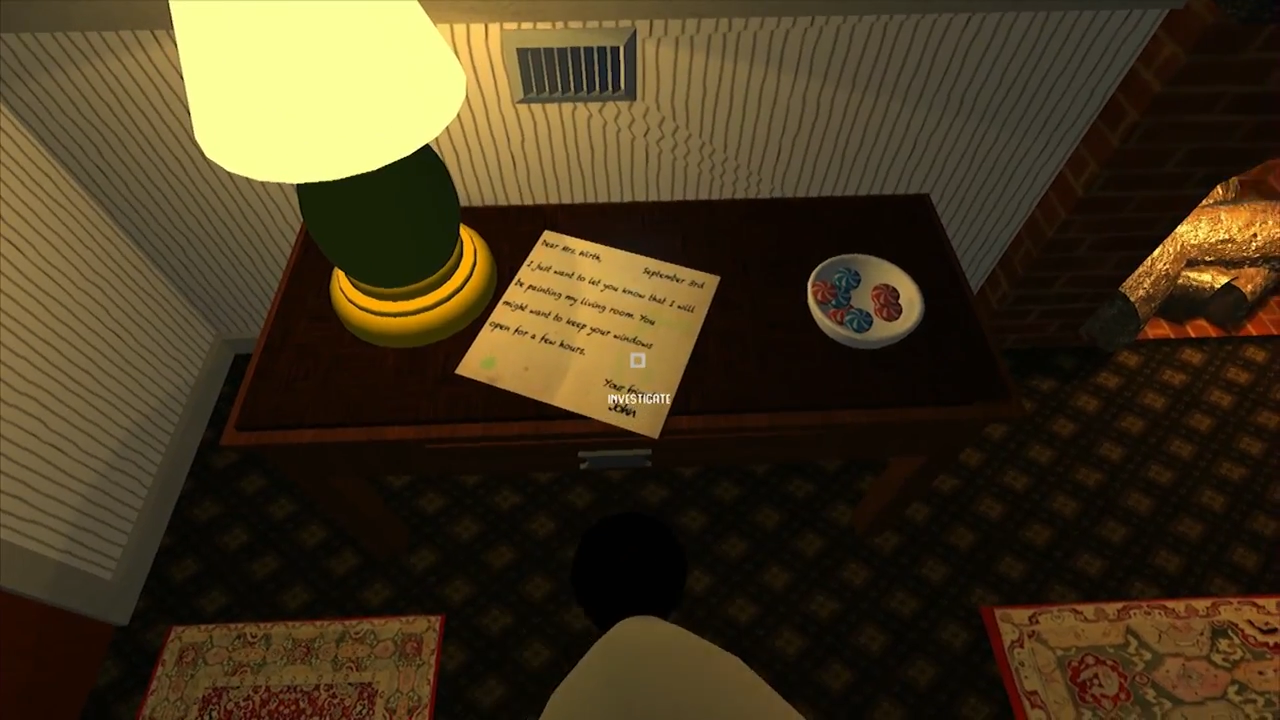 Dear Mrs. Wirth,
September 3rd
I just want to let you know that I will
be painting my living room. You
might want to keep your windows
open for a few hours.
Your
INVESTIGATE
John